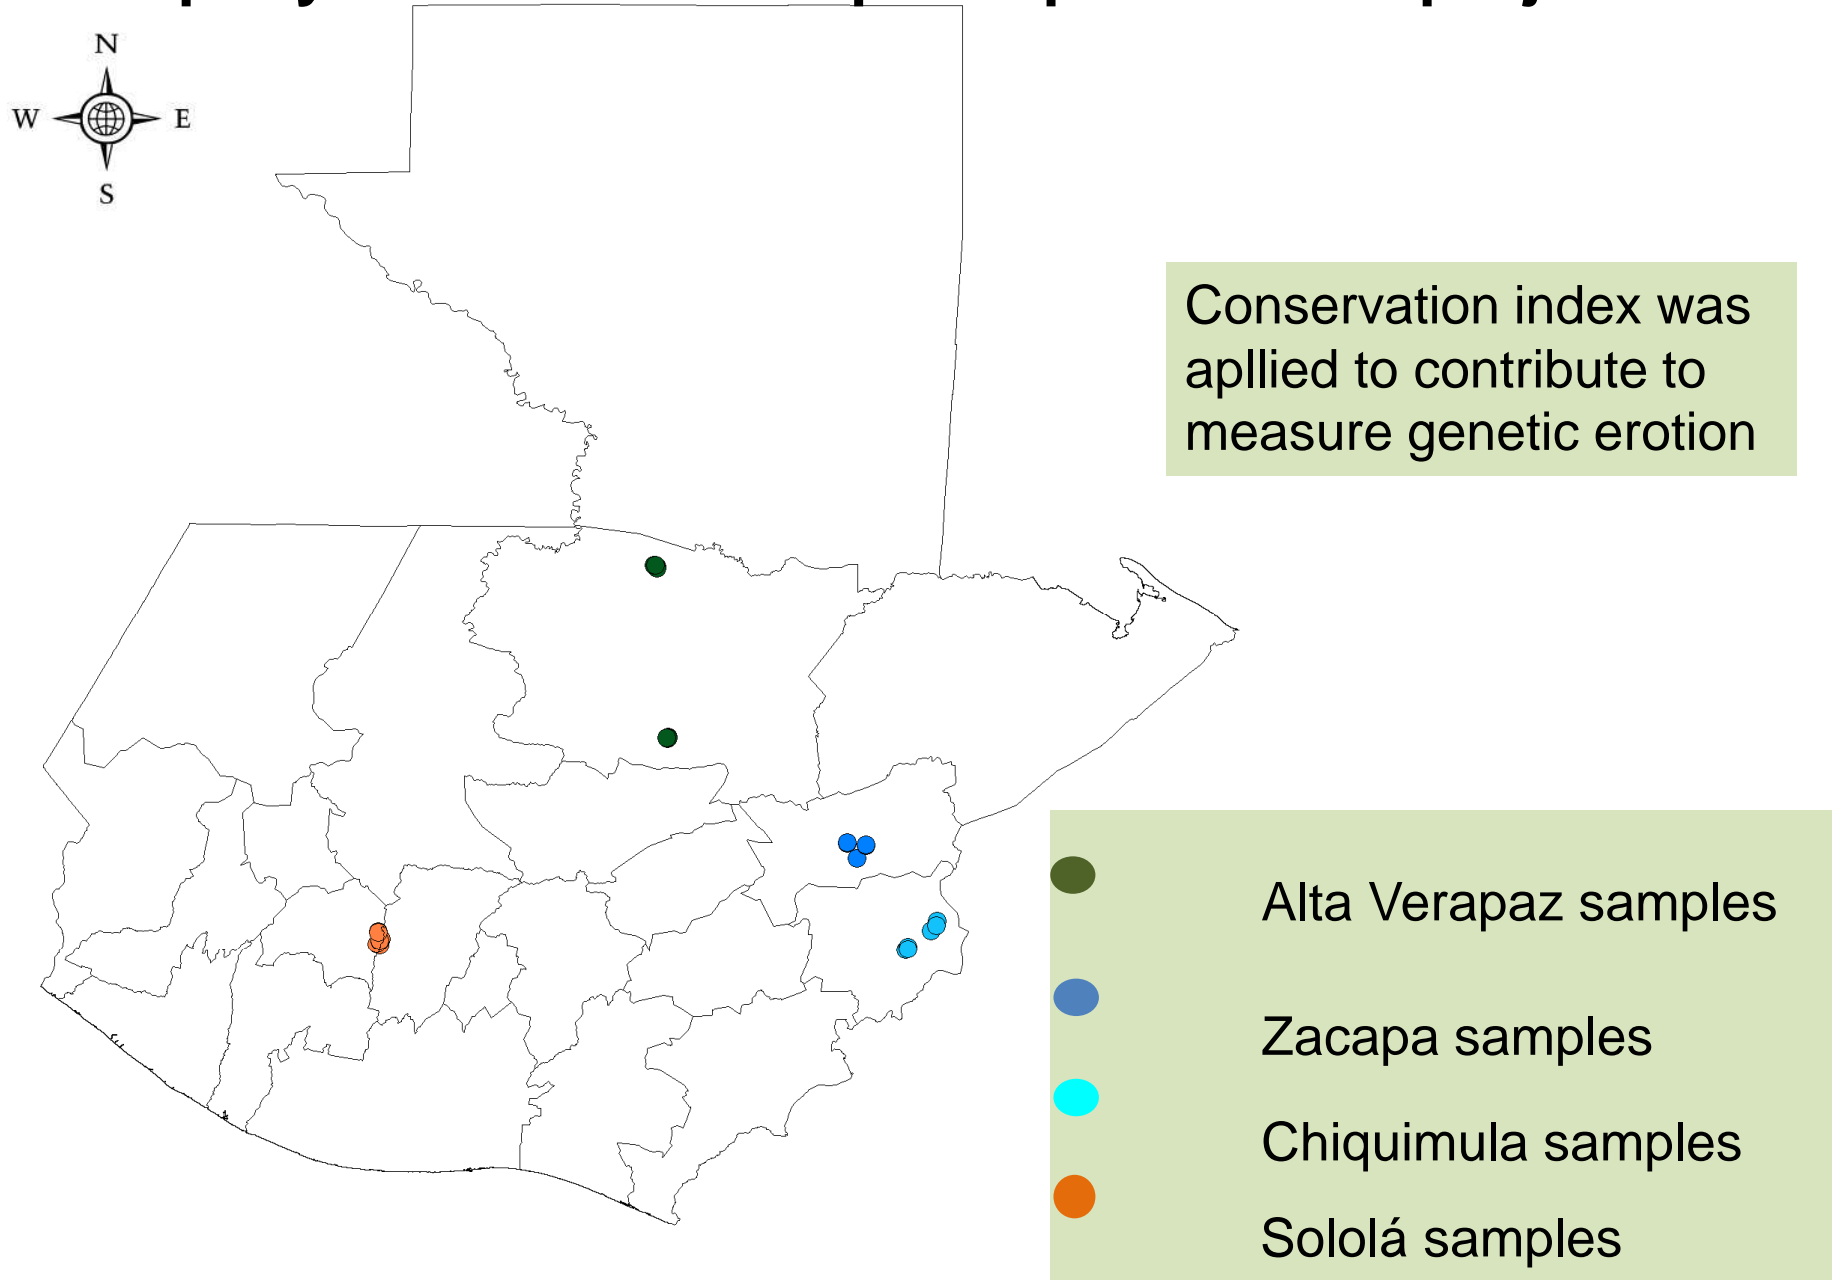 N
W
E
S
Conservation index was
apllied to contribute to
measure genetic erotion
Alta Verapaz samples
Zacapa samples
Chiquimula samples
Sololá samples